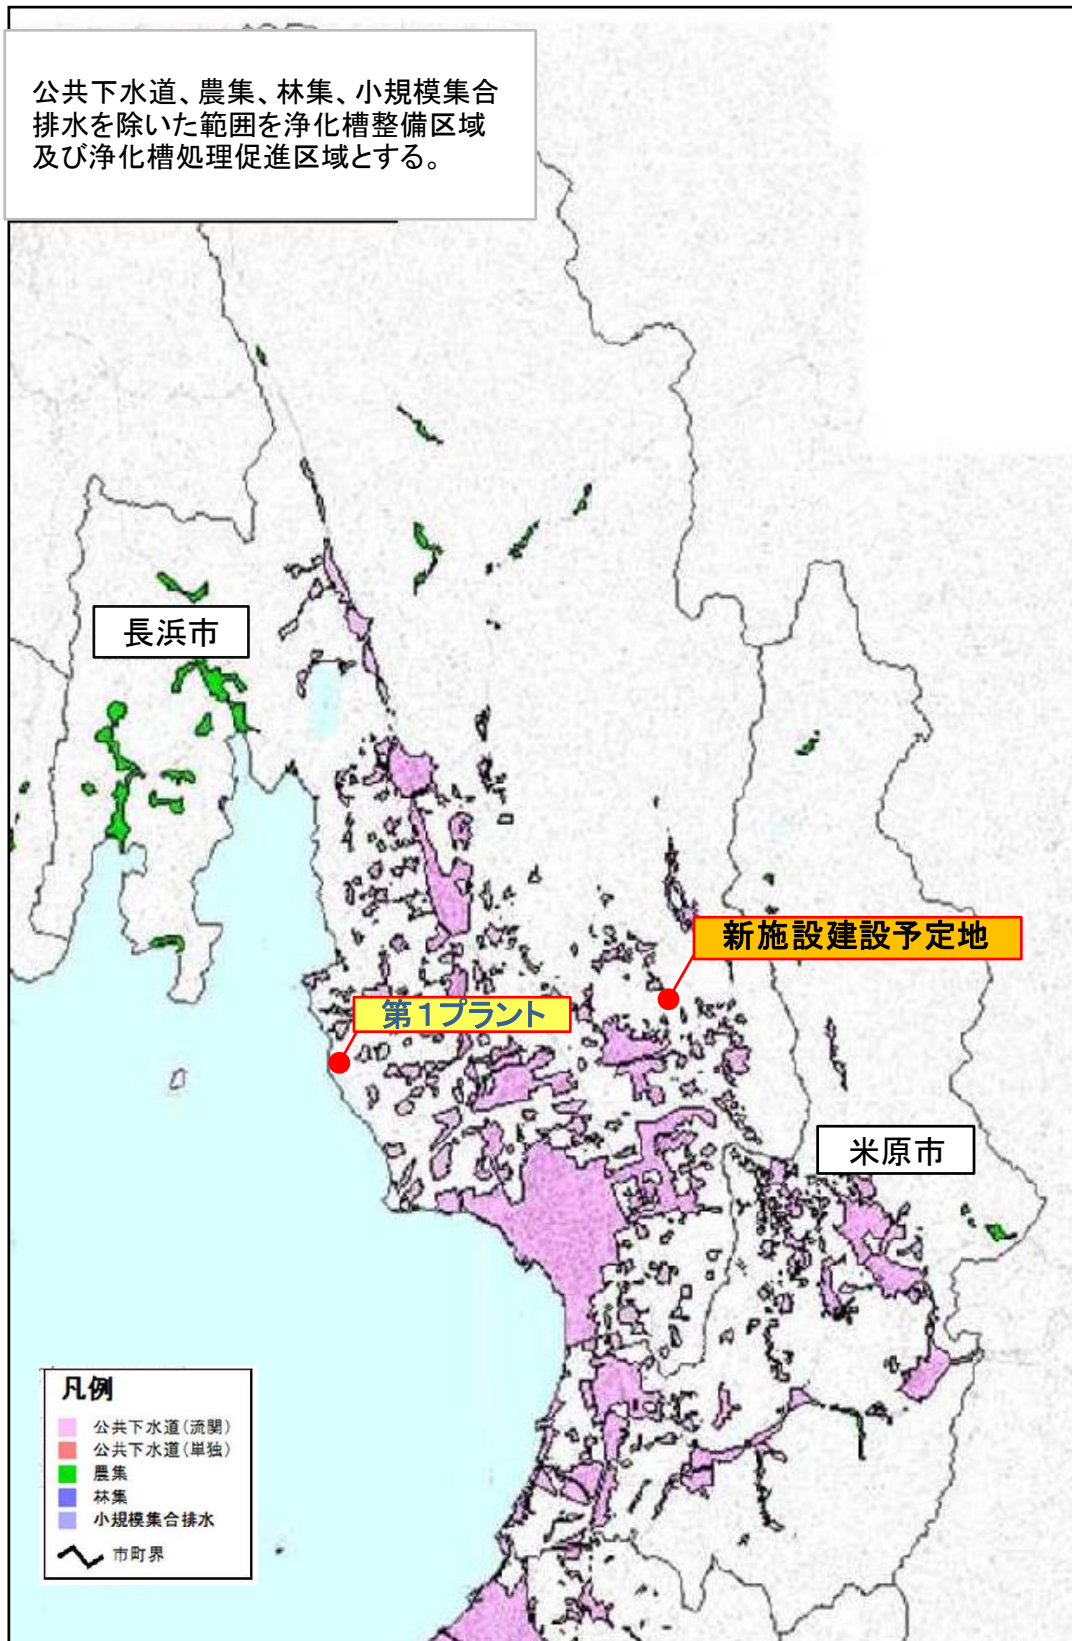 公共下水道、農集、林集、小規模集合
排水を除いた範囲を浄化槽整備区域
及び浄化槽処理促進区域とする。
長浜市
新施設建設予定地
第1プラント
米原市
凡例
公共下水道(流関)
公共下水道(単独)
農集
林集
小規模集合排水
市町界